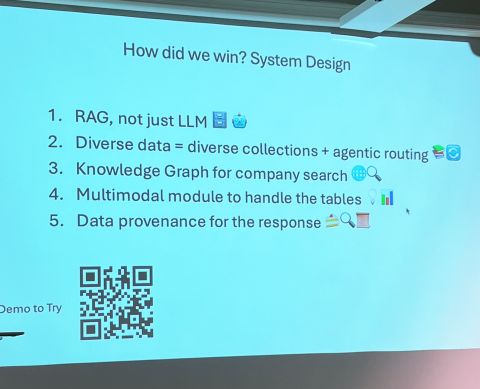 How did we win? System Design
1. RAG, not just LLM 🗄️🤖
2. Diverse data = diverse collections + agentic routing 📚🔄
3. Knowledge Graph for company search 🌐🔍
4. Multimodal module to handle the tables 💡📊
5. Data provenance for the response 🍰🔍📜
Demo to Try